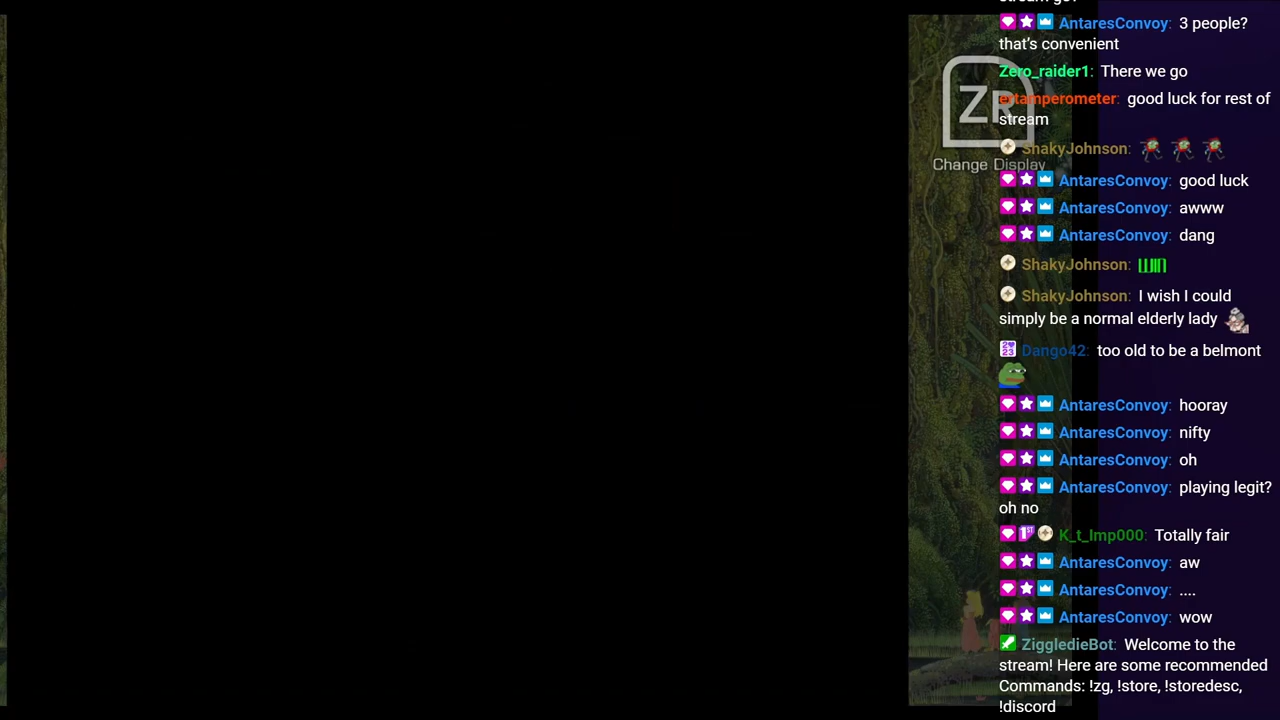 AntaresConvoy: 3 people?
that's convenient
Zero_raider1: There we go
ertamperometer: good luck for rest of
stream
ShakyJohnson:
AntaresConvoy: good luck
AntaresConvoy: awww
AntaresConvoy: dang
ShakyJohnson:
ShakyJohnson: I wish I could
simply be a normal elderly lady
Dango42: too old to be a belmont
AntaresConvoy: hooray
AntaresConvoy: nifty
AntaresConvoy: oh
AntaresConvoy: playing legit?
oh no
K_t_Imp000: Totally fair
AntaresConvoy: aw
AntaresConvoy: ....
AntaresConvoy: wow
ZiggledieBot: Welcome to the
stream! Here are some recommended
Commands: !zg, !store, !storedesc,
!discord
ZR
Change Display